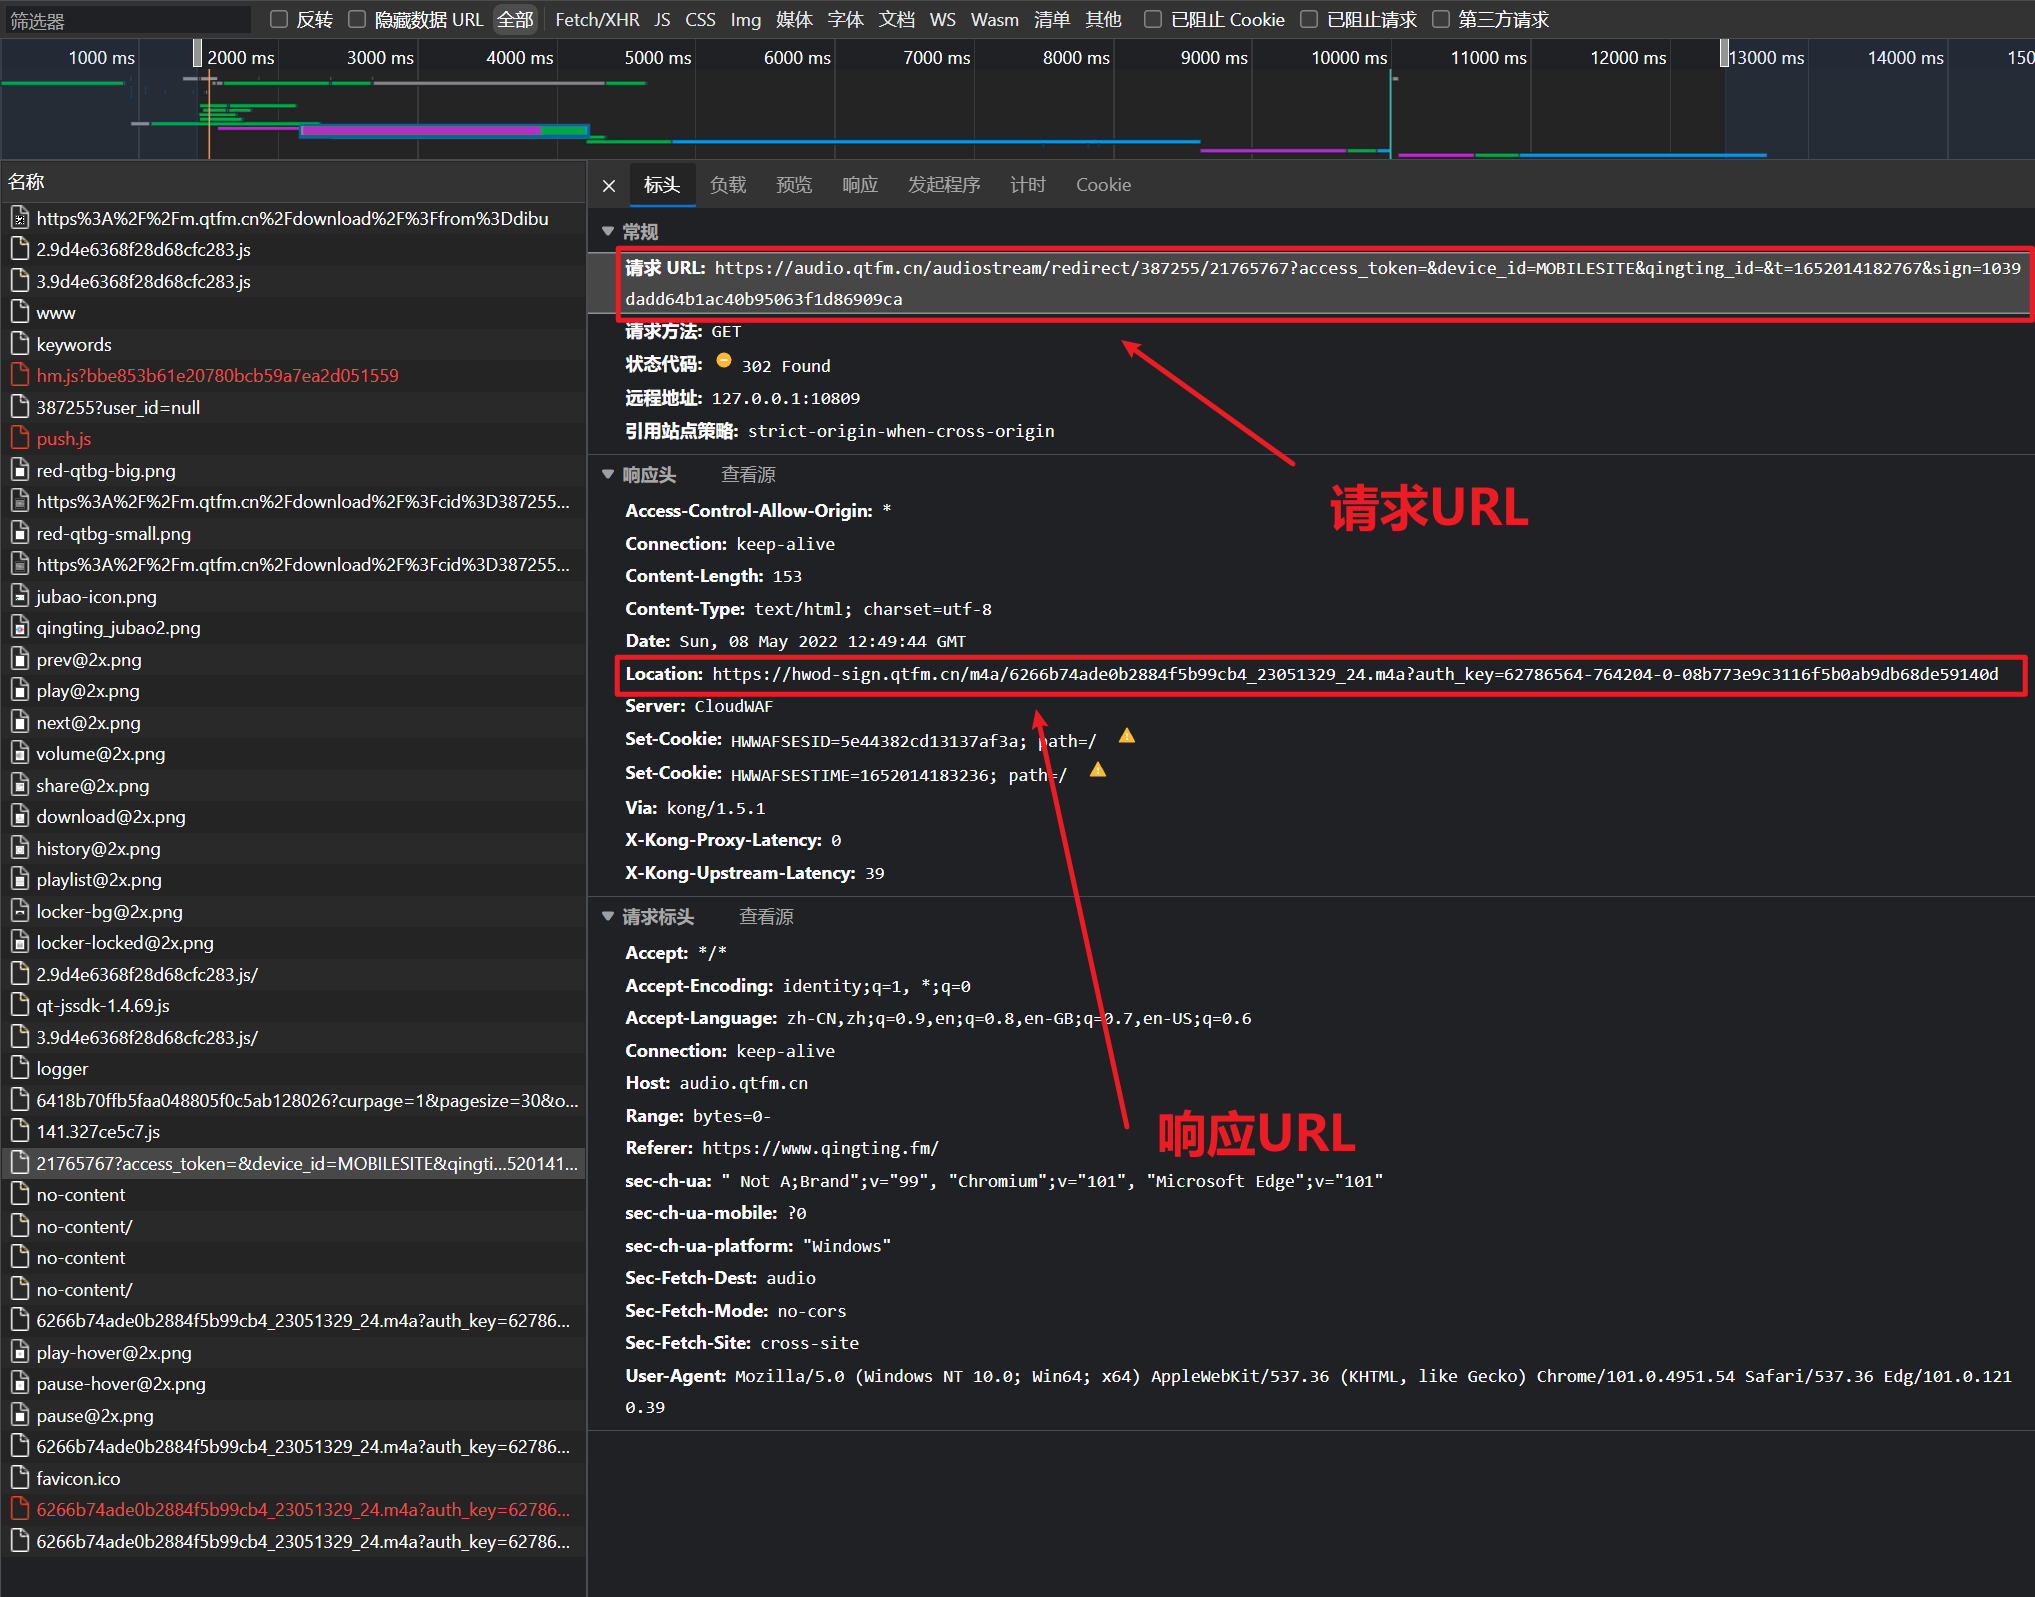 筛选器 反转 隐藏数据 URL 全部 Fetch/XHR JS CSS Img 媒体 字体 文档 WS Wasm 清单 其他 已阻止 Cookie 已阻止请求 第三方请求
1000 ms 2000 ms 3000 ms 4000 ms 5000 ms 6000 ms 7000 ms 8000 ms 9000 ms 10000 ms 11000 ms 12000 ms 13000 ms 14000 ms 150
名称
https%3A%2F%2Fm.qtfm.cn%2Fdownload%2F%3Ffrom%3Ddibu
2.9d4e6368f28d68cfc283.js
3.9d4e6368f28d68cfc283.js
www
keywords
hm.js?bbe853b61e20780bcb59a7ea2d051559
387255?user_id=null
push.js
red-qtbg-big.png
https%3A%2F%2Fm.qtfm.cn%2Fdownload%2F%3Fcid%3D387255...
red-qtbg-small.png
https%3A%2F%2Fm.qtfm.cn%2Fdownload%2F%3Fcid%3D387255...
jubao-icon.png
qingting_jubao2.png
prev@2x.png
play@2x.png
next@2x.png
volume@2x.png
share@2x.png
download@2x.png
history@2x.png
playlist@2x.png
locker-bg@2x.png
locker-locked@2x.png
2.9d4e6368f28d68cfc283.js/
qt-jssdk-1.4.69.js
3.9d4e6368f28d68cfc283.js/
logger
6418b70ffb5faa048805f0c5ab128026?curpage=1&pagesize=30&o...
141.327ce5c7.js
21765767?access_token=&device_id=MOBILESITE&qingti...520141...
no-content
no-content/
no-content
no-content/
6266b74ade0b2884f5b99cb4_23051329_24.m4a?auth_key=62786...
play-hover@2x.png
pause-hover@2x.png
pause@2x.png
6266b74ade0b2884f5b99cb4_23051329_24.m4a?auth_key=62786...
favicon.ico
6266b74ade0b2884f5b99cb4_23051329_24.m4a?auth_key=62786...
6266b74ade0b2884f5b99cb4_23051329_24.m4a?auth_key=62786...
标头 负载 预览 响应 发起程序 计时 Cookie
常规
请求 URL: https://audio.qtfm.cn/audiostream/redirect/387255/21765767?access_token=&device_id=MOBILESITE&qingting_id=&t=1652014182767&sign=1039
dadd64b1ac40b95063f1d86909ca
请求方法: GET
状态代码: 302 Found
远程地址: 127.0.0.1:10809
引用站点策略: strict-origin-when-cross-origin
请求URL
响应头 查看源
Access-Control-Allow-Origin: *
Connection: keep-alive
Content-Length: 153
Content-Type: text/html; charset=utf-8
Date: Sun, 08 May 2022 12:49:44 GMT
Location: https://hwod-sign.qtfm.cn/m4a/6266b74ade0b2884f5b99cb4_23051329_24.m4a?auth_key=62786564-764204-0-08b773e9c3116f5b0ab9db68de59140d
Server: CloudWAF
Set-Cookie: HWWAFSESID=5e44382cd13137af3a; path=/
Set-Cookie: HWWAFSESTIME=1652014183236; path=/
Via: kong/1.5.1
X-Kong-Proxy-Latency: 0
X-Kong-Upstream-Latency: 39
请求标头 查看源
Accept: */*
Accept-Encoding: identity;q=1, *;q=0
Accept-Language: zh-CN,zh;q=0.9,en;q=0.8,en-GB;q=0.7,en-US;q=0.6
Connection: keep-alive
Host: audio.qtfm.cn
Range: bytes=0-
Referer: https://www.qingting.fm/
响应URL
sec-ch-ua: " Not A;Brand";v="99", "Chromium";v="101", "Microsoft Edge";v="101"
sec-ch-ua-mobile: ?0
sec-ch-ua-platform: "Windows"
Sec-Fetch-Dest: audio
Sec-Fetch-Mode: no-cors
Sec-Fetch-Site: cross-site
User-Agent: Mozilla/5.0 (Windows NT 10.0; Win64; x64) AppleWebKit/537.36 (KHTML, like Gecko) Chrome/101.0.4951.54 Safari/537.36 Edg/101.0.121
0.39